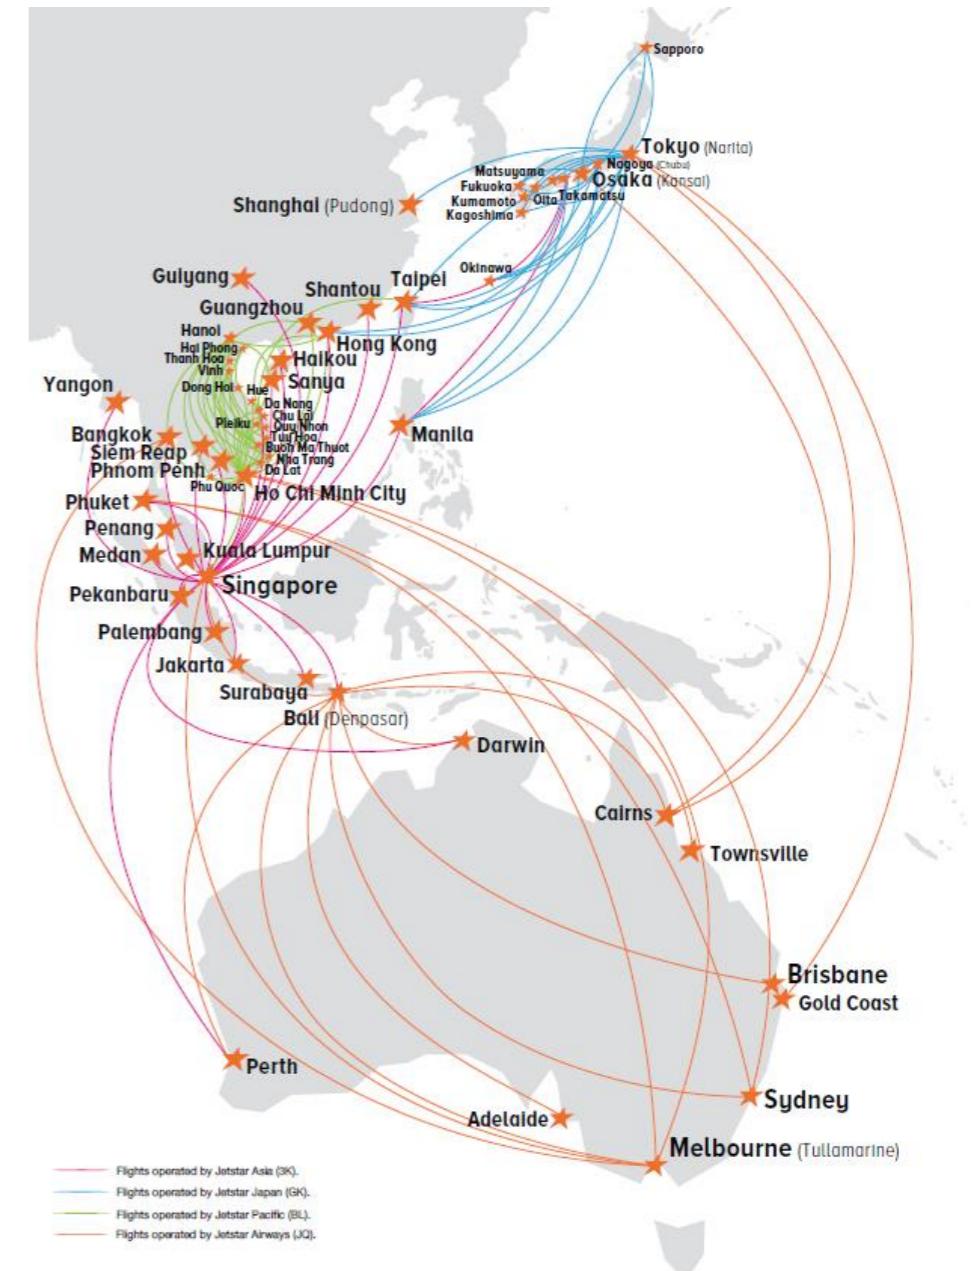 Sapporo
Tokyo (Narita)
Nagoya (Chubu)
Matsuyama
Osaka (Kansai)
Fukuoka
Kumamoto
Oita
Takamatsu
Kagoshima
Shanghai (Pudong)
Okinawa
Guiyang
Taipei
Shantou
Guangzhou
Hanoi
Hong Kong
Hai Phong
Thanh Hoa
Haikou
Vinh
Yangon
Dong Hoi
Hue
Sanya
Da Nang
Chu Lai
Pleiku
Quy Nhon
Bangkok
Tuy Hoa
Manila
Siem Reap
Buon Ma Thuot
Nha Trang
Phnom Penh
Da Lat
Phu Quoc
Ho Chi Minh City
Phuket
Penang
Medan
Kuala Lumpur
Singapore
Pekanbaru
Palembang
Jakarta
Surabaya
Bali (Denpasar)
Darwin
Cairns
Townsville
Brisbane
Gold Coast
Perth
Sydney
Adelaide
Melbourne (Tullamarine)
Flights operated by Jetstar Asia (3K).
Flights operated by Jetstar Japan (GK).
Flights operated by Jetstar Pacific (BL).
Flights operated by Jetstar Airways (JQ).